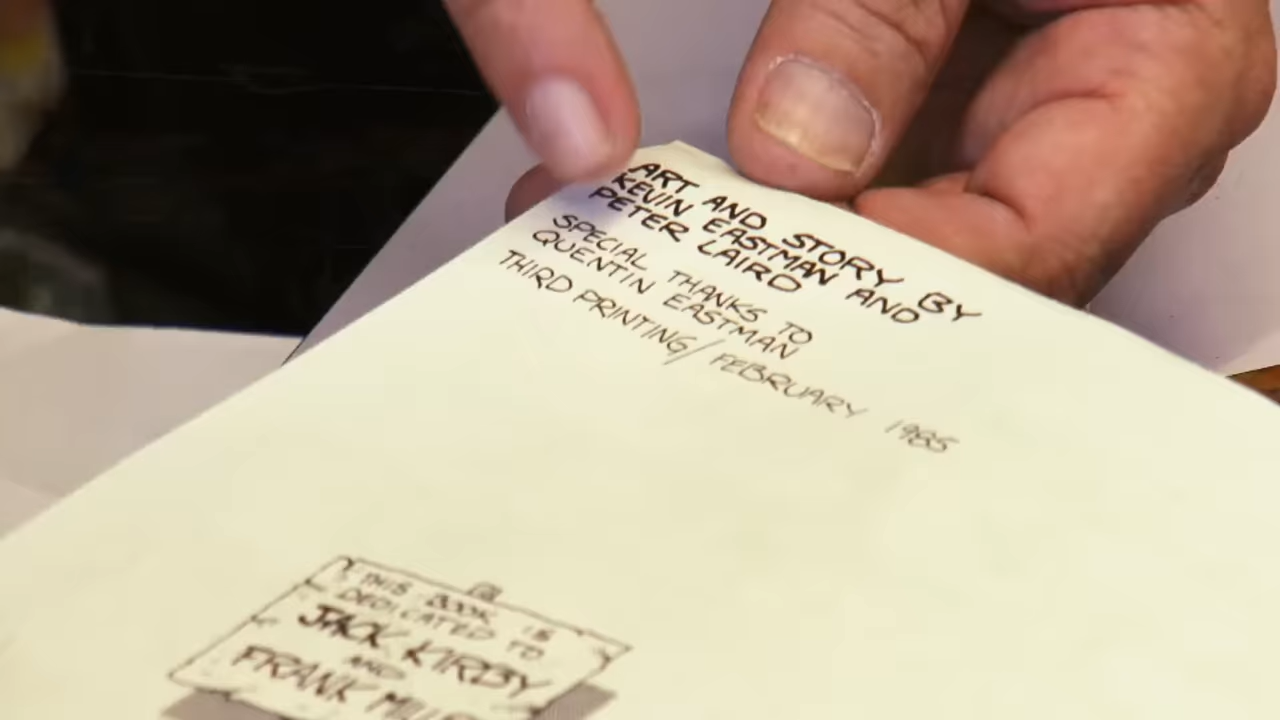 ART AND STORY BY
KEVIN EASTMAN AND
PETER LAIRD
SPECIAL THANKS TO
QUENTIN EASTMAN
THIRD PRINTING/FEBRUARY 1985
THIS BOOK IS
DEDICATED TO
JACK KIRBY
AND
FRANK